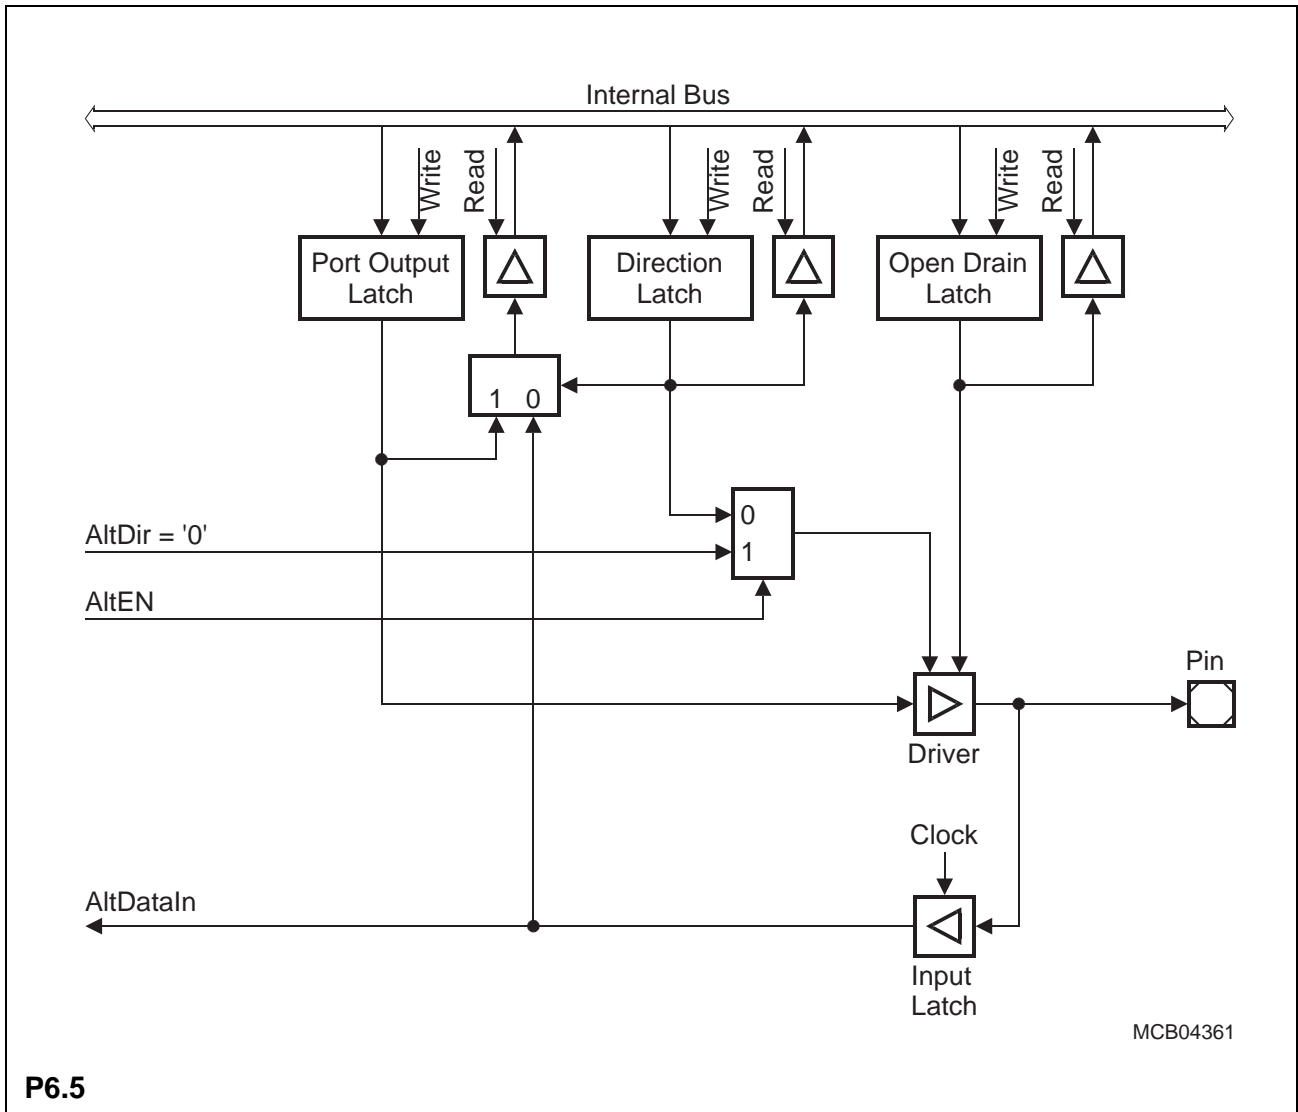 Internal Bus
Write
Read
Write
Read
Write
Read
Port Output
Latch
Direction
Latch
Open Drain
Latch
1 0
0
1
AltDir = '0'
AltEN
Pin
Driver
Clock
AltDataIn
Input
Latch
MCB04361
P6.5